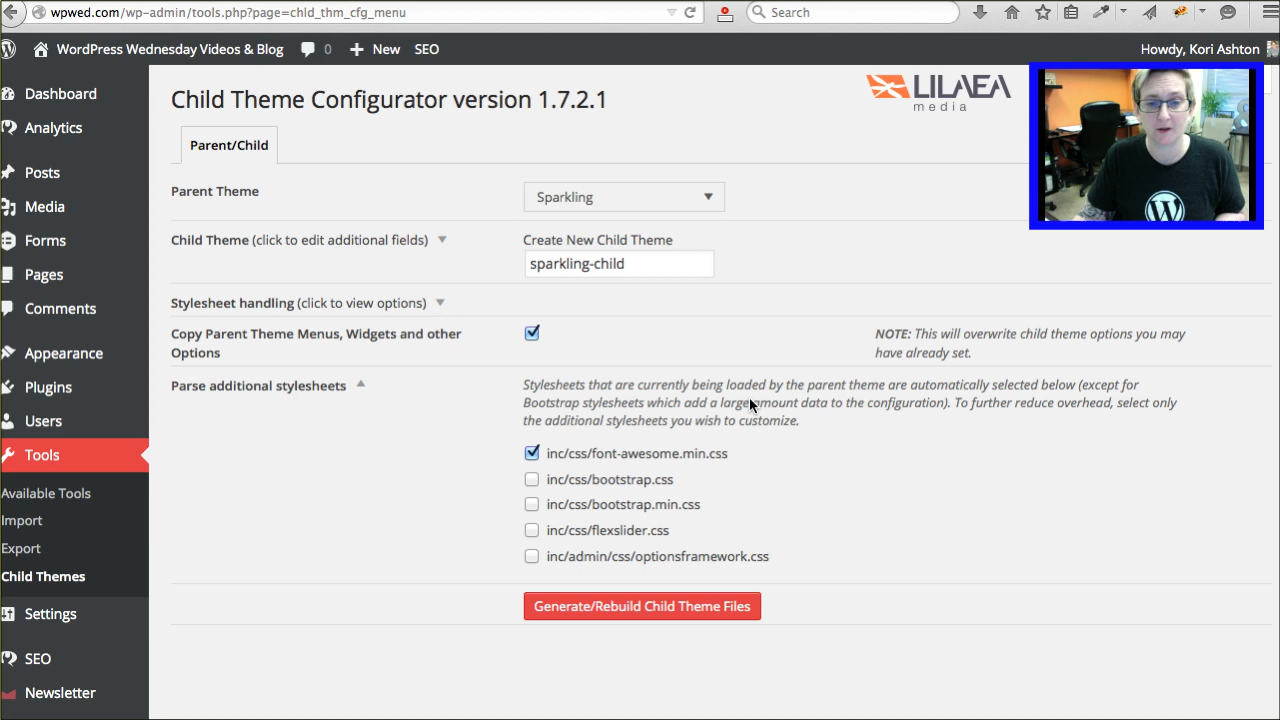 wpwed.com/wp-admin/tools.php?page=chld_thm_cfg_menu
Search
WordPress Wednesday Videos & Blog
0
New
SEO
Howdy, Kori Ashton
Dashboard
Analytics
Posts
Media
Forms
Pages
Comments
Appearance
Plugins
Users
Tools
Available Tools
Import
Export
Child Themes
Settings
SEO
Newsletter
Child Theme Configurator version 1.7.2.1
LILAEA
media
Parent/Child
Parent Theme
Sparkling
Child Theme (click to edit additional fields)
Create New Child Theme
sparkling-child
Stylesheet handling (click to view options)
Copy Parent Theme Menus, Widgets and other
Options
NOTE: This will overwrite child theme options you may
have already set.
Parse additional stylesheets
Stylesheets that are currently being loaded by the parent theme are automatically selected below (except for
Bootstrap stylesheets which add a large amount data to the configuration). To further reduce overhead, select only
the additional stylesheets you wish to customize.
inc/css/font-awesome.min.css
inc/css/bootstrap.css
inc/css/bootstrap.min.css
inc/css/flexslider.css
inc/admin/css/optionsframework.css
Generate/Rebuild Child Theme Files